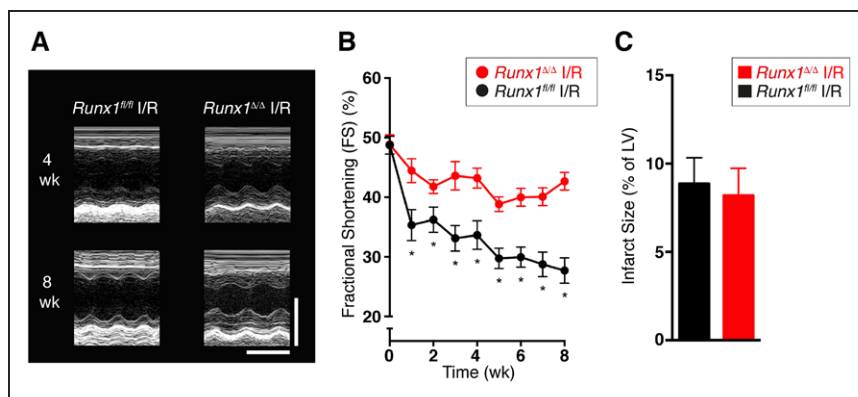 A
Runx1fl/fl I/R
Runx1Δ/Δ I/R
4
wk
8
wk
B
Runx1Δ/Δ I/R
Runx1fl/fl I/R
Fractional Shortening (FS) (%)
60
50
40
30
20
* * * * * * * *
0 2 4 6 8
Time (wk)
C
Runx1Δ/Δ I/R
Runx1fl/fl I/R
Infarct Size (% of LV)
15
10
5
0